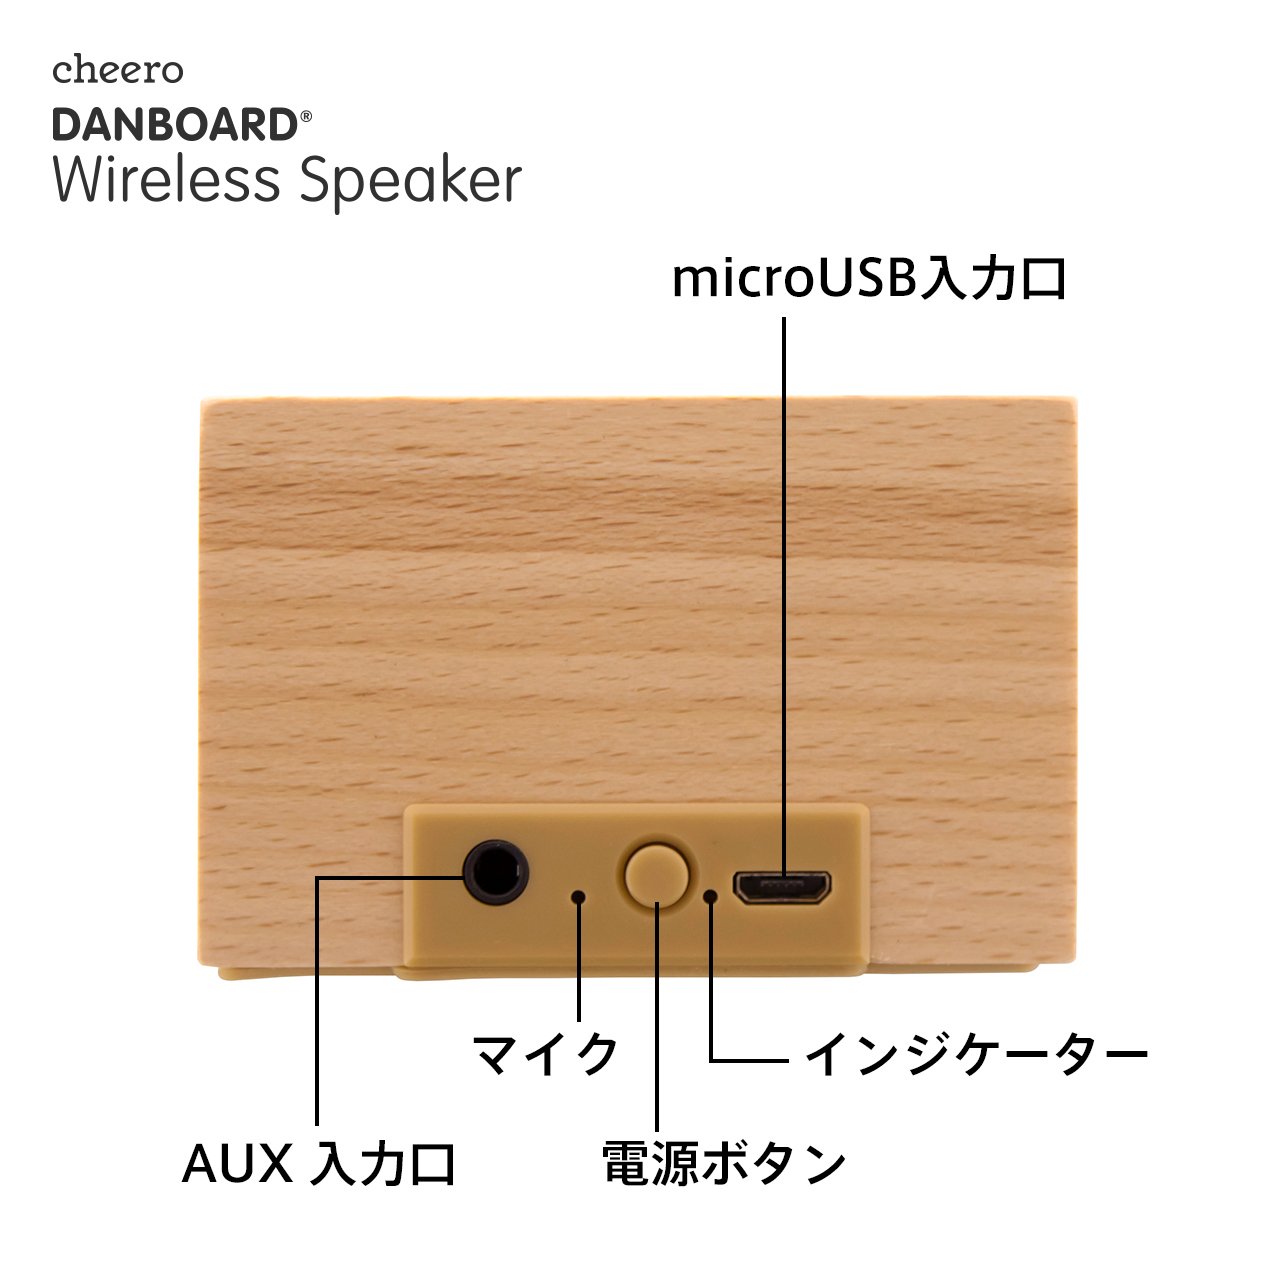 cheero
DANBOARD®
Wireless Speaker
microUSB入力口
マイク
インジケーター
AUX 入力口
電源ボタン